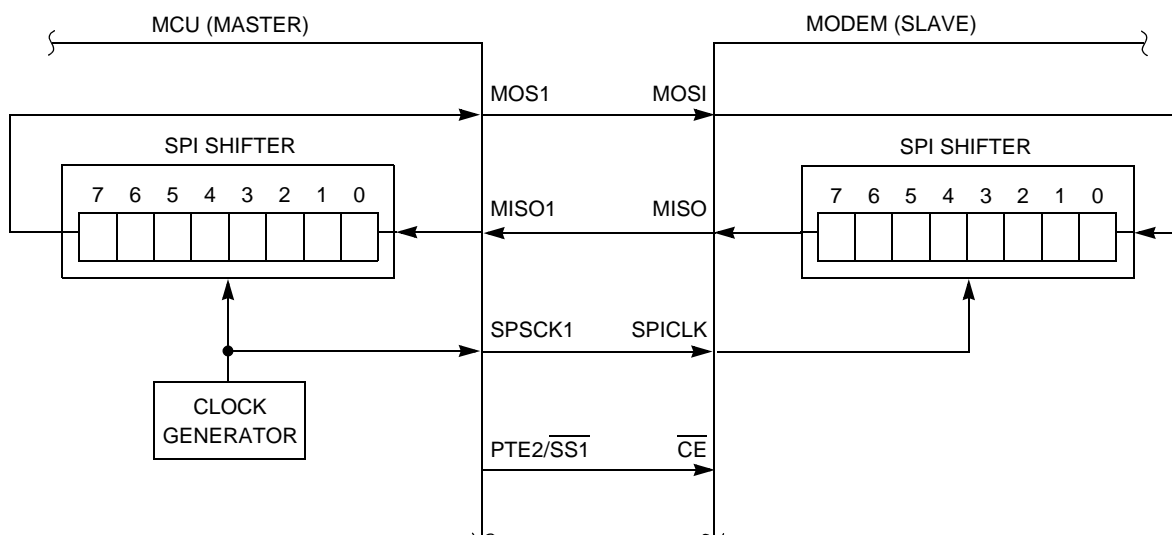 MCU (MASTER) MODEM (SLAVE)
MOS1 MOSI
SPI SHIFTER SPI SHIFTER
7 6 5 4 3 2 1 0 7 6 5 4 3 2 1 0
MISO1 MISO
SPSCK1 SPICLK
CLOCK
GENERATOR
PTE2/SS1 CE